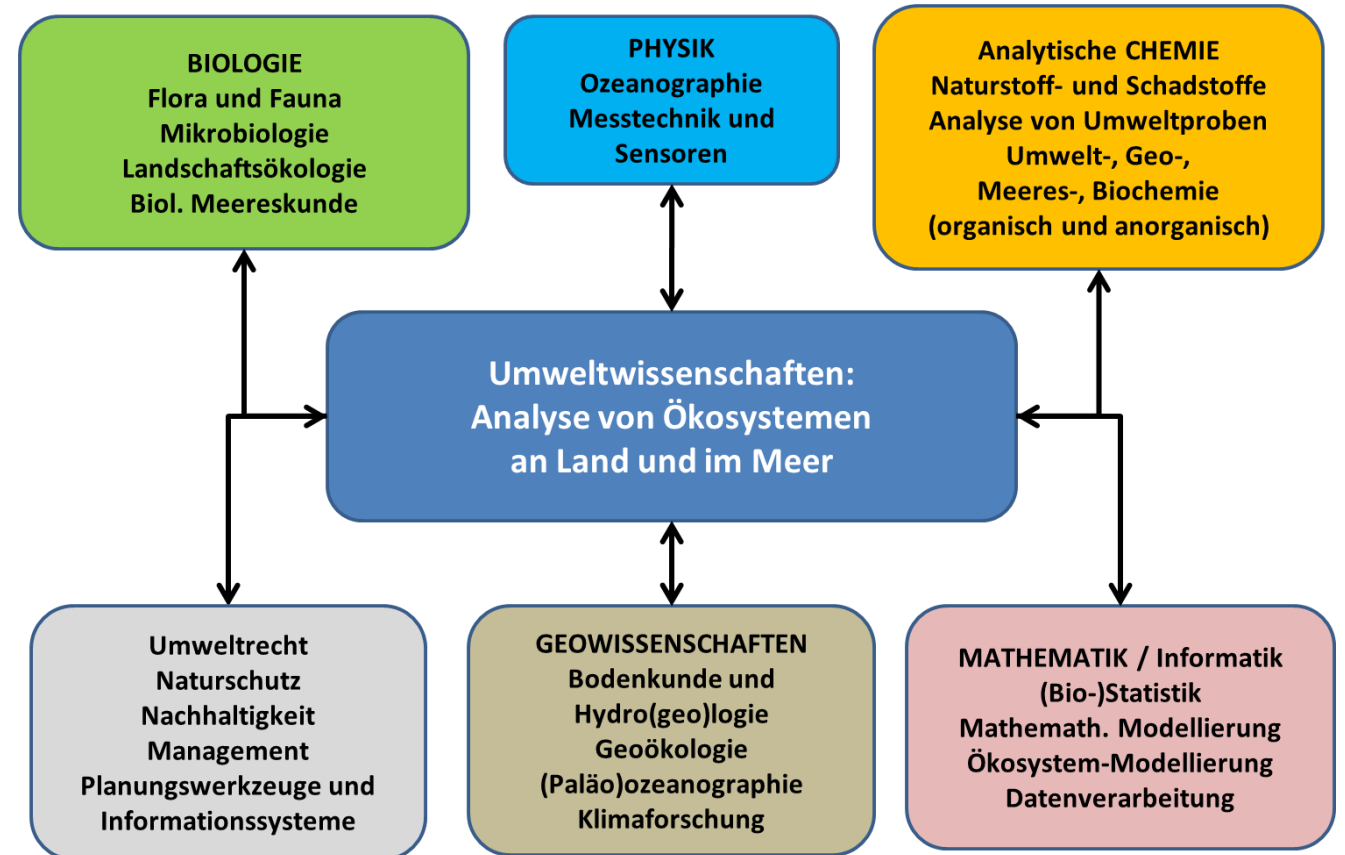 BIOLOGIE
Flora und Fauna
Mikrobiologie
Landschaftsökologie
Biol. Meereskunde
PHYSIK
Ozeanographie
Messtechnik und
Sensoren
Analytische CHEMIE
Naturstoff- und Schadstoffe
Analyse von Umweltproben
Umwelt-, Geo-,
Meeres-, Biochemie
(organisch und anorganisch)
Umweltwissenschaften:
Analyse von Ökosystemen
an Land und im Meer
Umweltrecht
Naturschutz
Nachhaltigkeit
Management
Planungswerkzeuge und
Informationssysteme
GEOWISSENSCHAFTEN
Bodenkunde und
Hydro(geo)logie
Geoökologie
(Paläo)ozeanographie
Klimaforschung
MATHEMATIK / Informatik
(Bio-)Statistik
Mathemath. Modellierung
Ökosystem-Modellierung
Datenverarbeitung